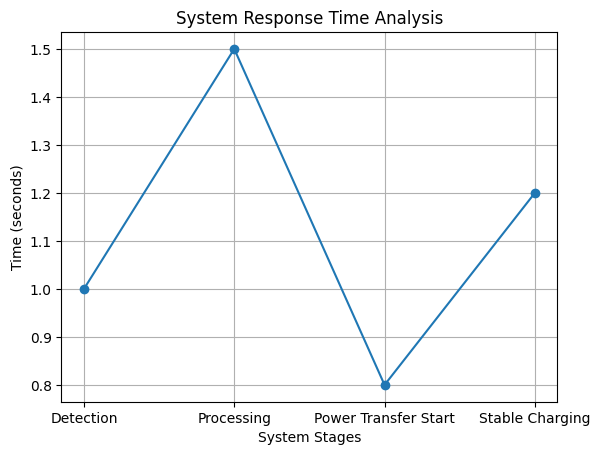 System Response Time Analysis
Time (seconds)
1.5
1.4
1.3
1.2
1.1
1.0
0.9
0.8
Detection Processing Power Transfer Start Stable Charging
System Stages